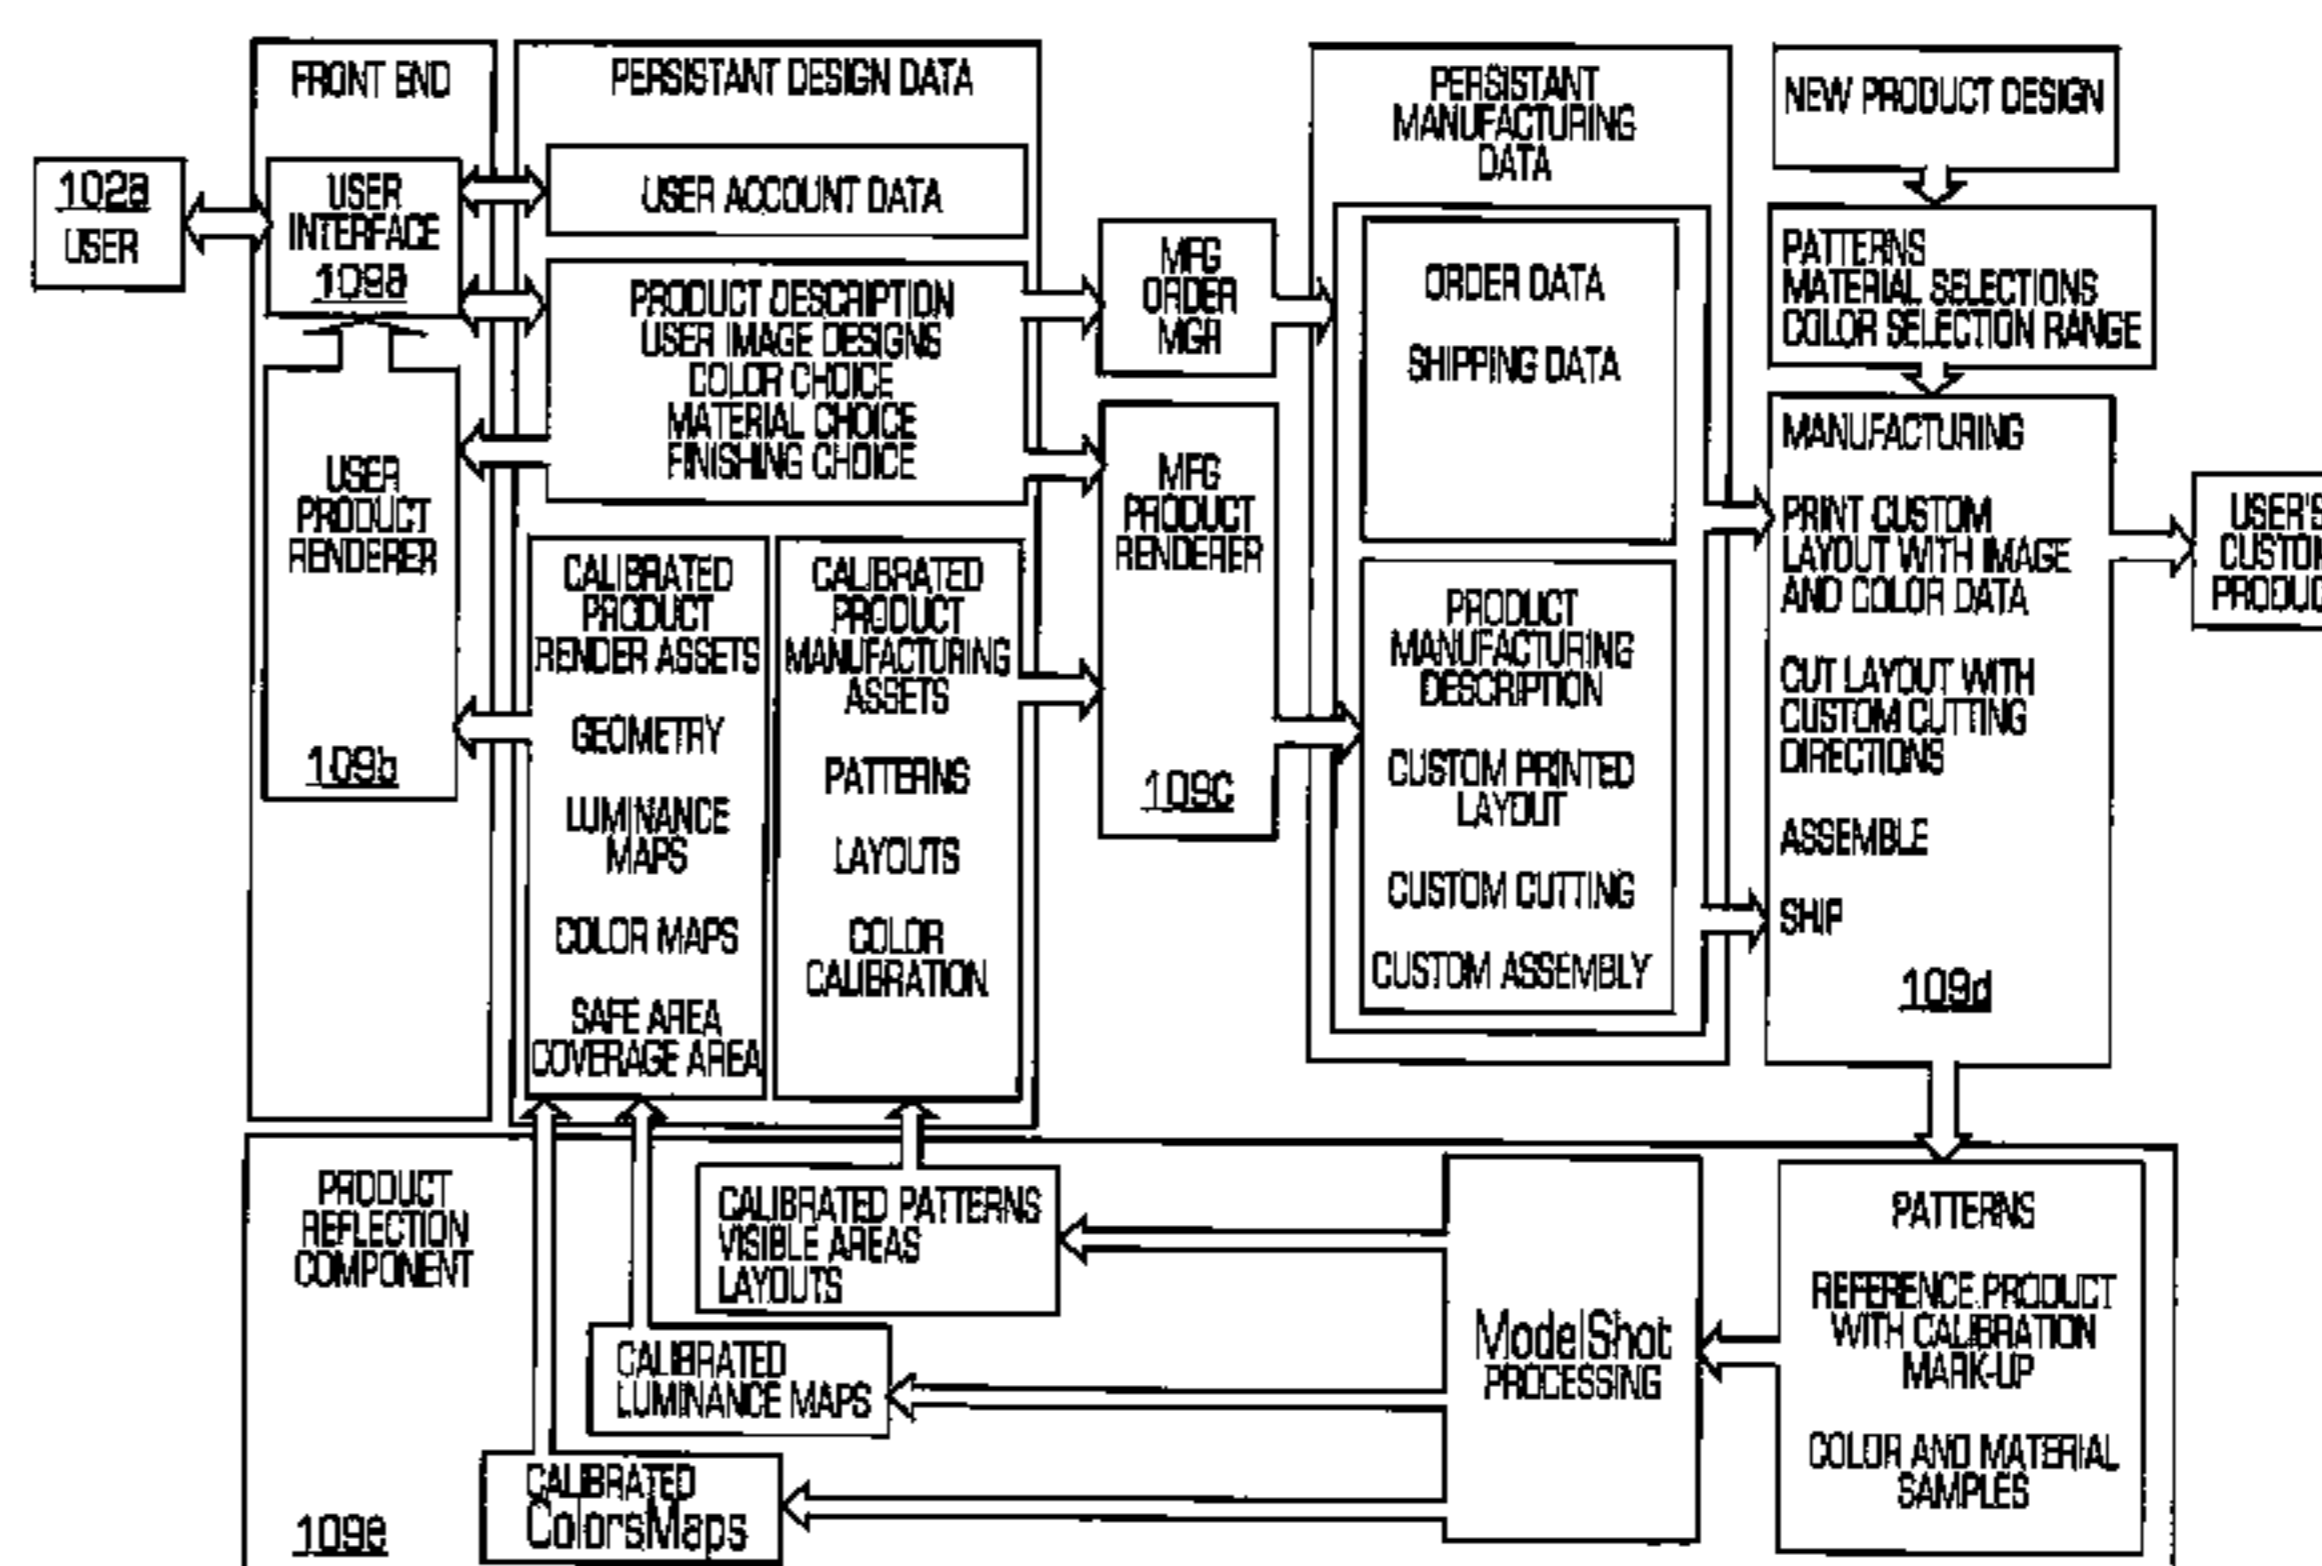 FRONT END
PERSISTANT DESIGN DATA
PERSISTANT
MANUFACTURING
DATA
NEW PRODUCT DESIGN
102a
USER
USER
INTERFACE
109a
USER ACCOUNT DATA
PRODUCT DESCRIPTION
USER IMAGE DESIGNS
COLOR CHOICE
MATERIAL CHOICE
FINISHING CHOICE
MFG
ORDER
MGR
ORDER DATA
SHIPPING DATA
PATTERNS
MATERIAL SELECTIONS
COLOR SELECTION RANGE
USER
PRODUCT
RENDERER
109b
CALIBRATED
PRODUCT
RENDER ASSETS
GEOMETRY
LUMINANCE
MAPS
COLOR MAPS
SAFE AREA
COVERAGE AREA
CALIBRATED
PRODUCT
MANUFACTURING
ASSETS
PATTERNS
LAYOUTS
COLOR
CALIBRATION
MFG
PRODUCT
RENDERER
109c
PRODUCT
MANUFACTURING
DESCRIPTION
CUSTOM PRINTED
LAYOUT
CUSTOM CUTTING
CUSTOM ASSEMBLY
MANUFACTURING
PRINT CUSTOM
LAYOUT WITH IMAGE
AND COLOR DATA
CUT LAYOUT WITH
CUSTOM CUTTING
DIRECTIONS
ASSEMBLE
SHIP
109d
USER'S
CUSTOM
PRODUC
PRODUCT
REFLECTION
COMPONENT
109e
CALIBRATED PATTERNS
VISIBLE AREAS
LAYOUTS
CALIBRATED
LUMINANCE MAPS
CALIBRATED
ColorsMaps
ModelShot
PROCESSING
PATTERNS
REFERENCE PRODUCT
WITH CALIBRATION
MARK-UP
COLOR AND MATERIAL
SAMPLES